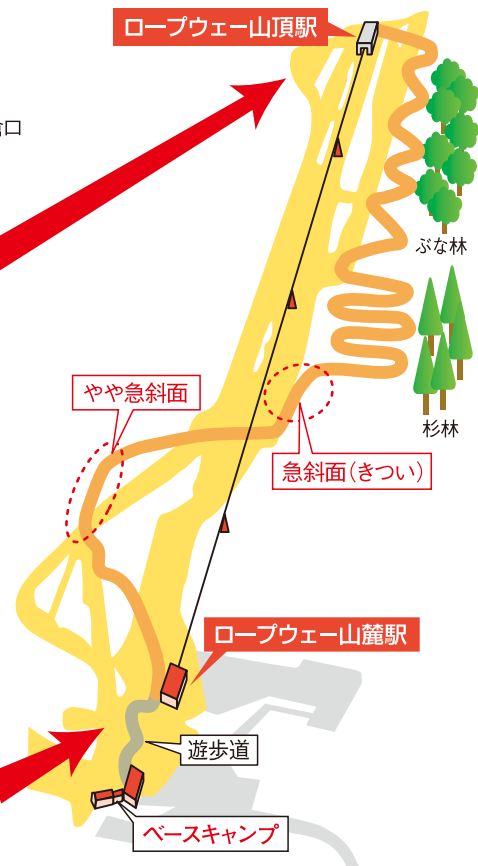 ロープウェー山頂駅
口
ぶな林
やや急斜面
杉林
急斜面（きつい）
ロープウェー山麓駅
遊歩道
ベースキャンプ